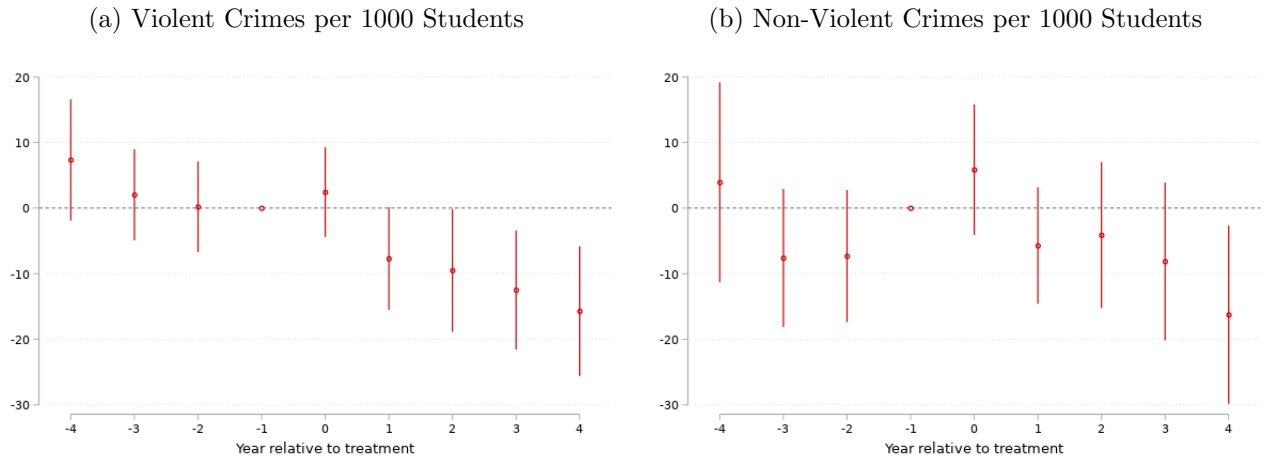 (a) Violent Crimes per 1000 Students
20
10
0
-10
-20
-30
-4 -3 -2 -1 0 1 2 3 4
Year relative to treatment
(b) Non-Violent Crimes per 1000 Students
20
10
0
-10
-20
-30
-4 -3 -2 -1 0 1 2 3 4
Year relative to treatment